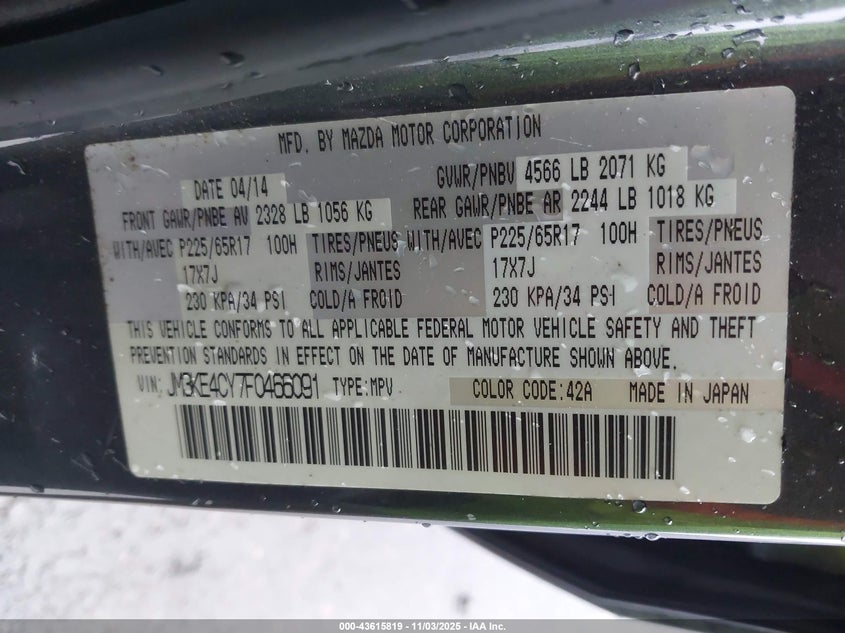 MFD. BY MAZDA MOTOR CORPORATION
DATE 04/14 GVWR/PNBV 4566 LB 2071 KG
FRONT GAWR/PNBE AV 2328 LB 1056 KG REAR GAWR/PNBE AR 2244 LB 1018 KG
WITH/AVEC P225/65R17 100H TIRES/PNEUS WITH/AVEC P225/65R17 100H TIRES/PNEUS
17X7J RIMS/JANTES 17X7J RIMS/JANTES
230 KPA/34 PSI COLD/A FROID 230 KPA/34 PSI COLD/A FROID
THIS VEHICLE CONFORMS TO ALL APPLICABLE FEDERAL MOTOR VEHICLE SAFETY AND THEFT
PREVENTION STANDARDS IN EFFECT ON THE DATE OF MANUFACTURE SHOWN ABOVE.
VIN: JM3KE4CY7F0466091 TYPE:MPV COLOR CODE:42A MADE IN JAPAN
000-43615819 - 11/03/2025 - IAA Inc.